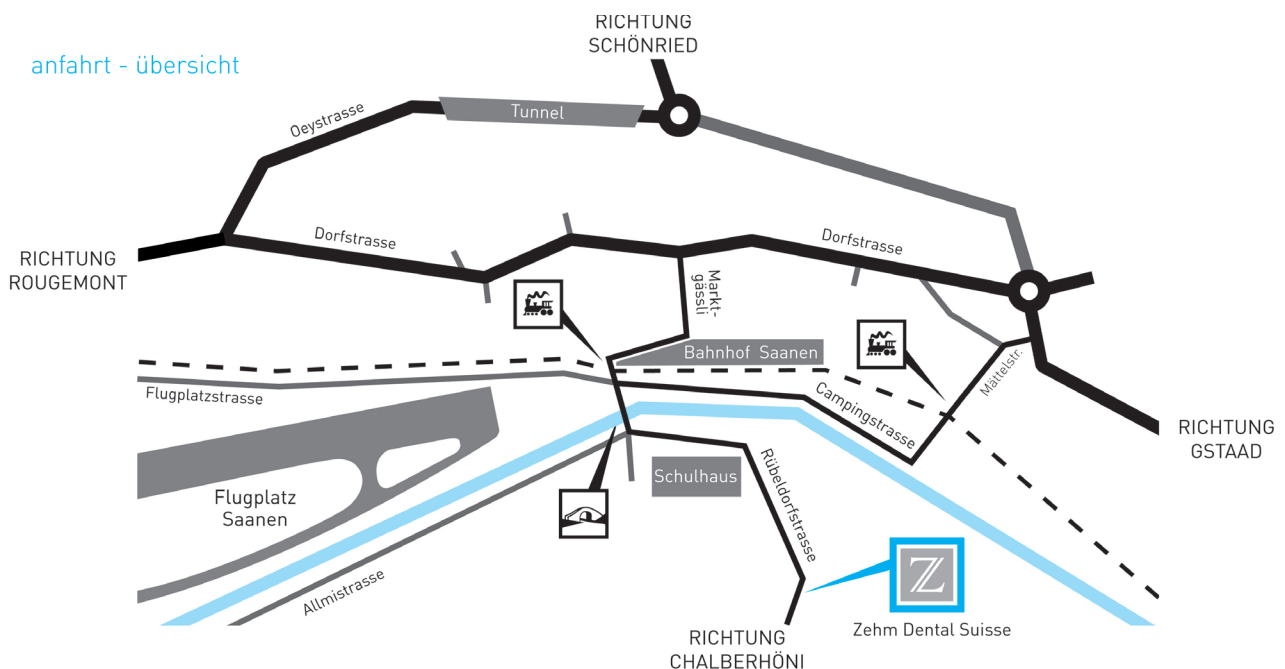 RICHTUNG
SCHÖNRIED
anfahrt - übersicht
Oeystrasse
Tunnel
Dorfstrasse
Dorfstrasse
RICHTUNG
ROUGEMONT
Markt-
gässli
Bahnhof Saanen
Mättelstr.
Flugplatzstrasse
Campingstrasse
RICHTUNG
GSTAAD
Flugplatz
Saanen
Schulhaus
Rübeldorfstrasse
Allmistrasse
Z
Zehm Dental Suisse
RICHTUNG
CHALBERHÖNI